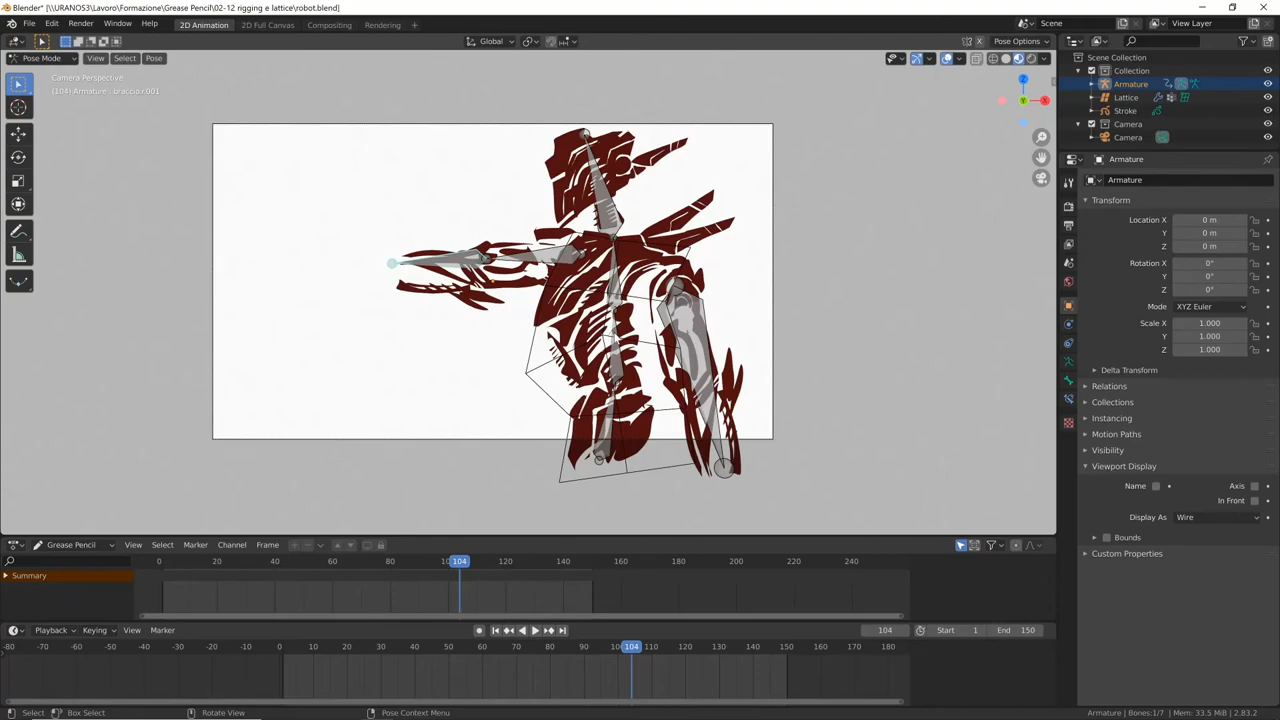 Blender* [\\URANOS3\Lavoro\Formazione\Grease Pencil\02-12 rigging e lattice\robot.blend]
File Edit Render Window Help 2D Animation 2D Full Canvas Compositing Rendering Scene View Layer
Global Pose Options
Pose Mode View Select Pose
Camera Perspective
(104) Armature : braccio.r.001
Scene Collection
Collection
Armature
Lattice
Stroke
Camera
Camera
Armature
Armature
Transform
Location X 0 m
Y 0 m
Z 0 m
Rotation X 0°
Y 0°
Z 0°
Mode XYZ Euler
Scale X 1.000
Y 1.000
Z 1.000
Delta Transform
Relations
Collections
Instancing
Motion Paths
Visibility
Viewport Display
Name Axis
In Front
Display As Wire
Bounds
Custom Properties
Grease Pencil View Select Marker Channel Frame
0 20 40 60 80 104 120 140 160 180 200 220 240
Summary
Playback Keying View Marker 104 Start 1 End 150
-80 -70 -60 -50 -40 -30 -20 -10 0 10 20 30 40 50 60 70 80 90 104 110 120 130 140 150 160 170 180
Select Box Select Rotate View Pose Context Menu Armature | Bones:1/7 | Mem: 33.5 MiB | 2.83.2